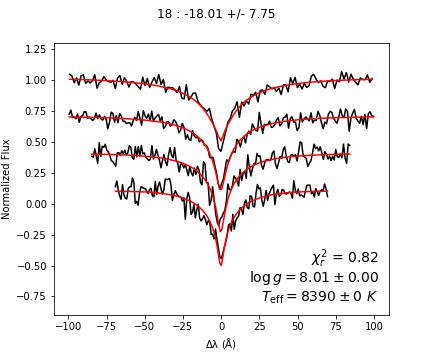 18 : -18.01 +/- 7.75
1.25
1.00
0.75
0.50
0.25
0.00
−0.25
−0.50
−0.75
Normalized Flux
χ²ᵣ = 0.82
log g = 8.01 ± 0.00
Teff = 8390 ± 0 K
−100 −75 −50 −25 0 25 50 75 100
Δλ (Å)